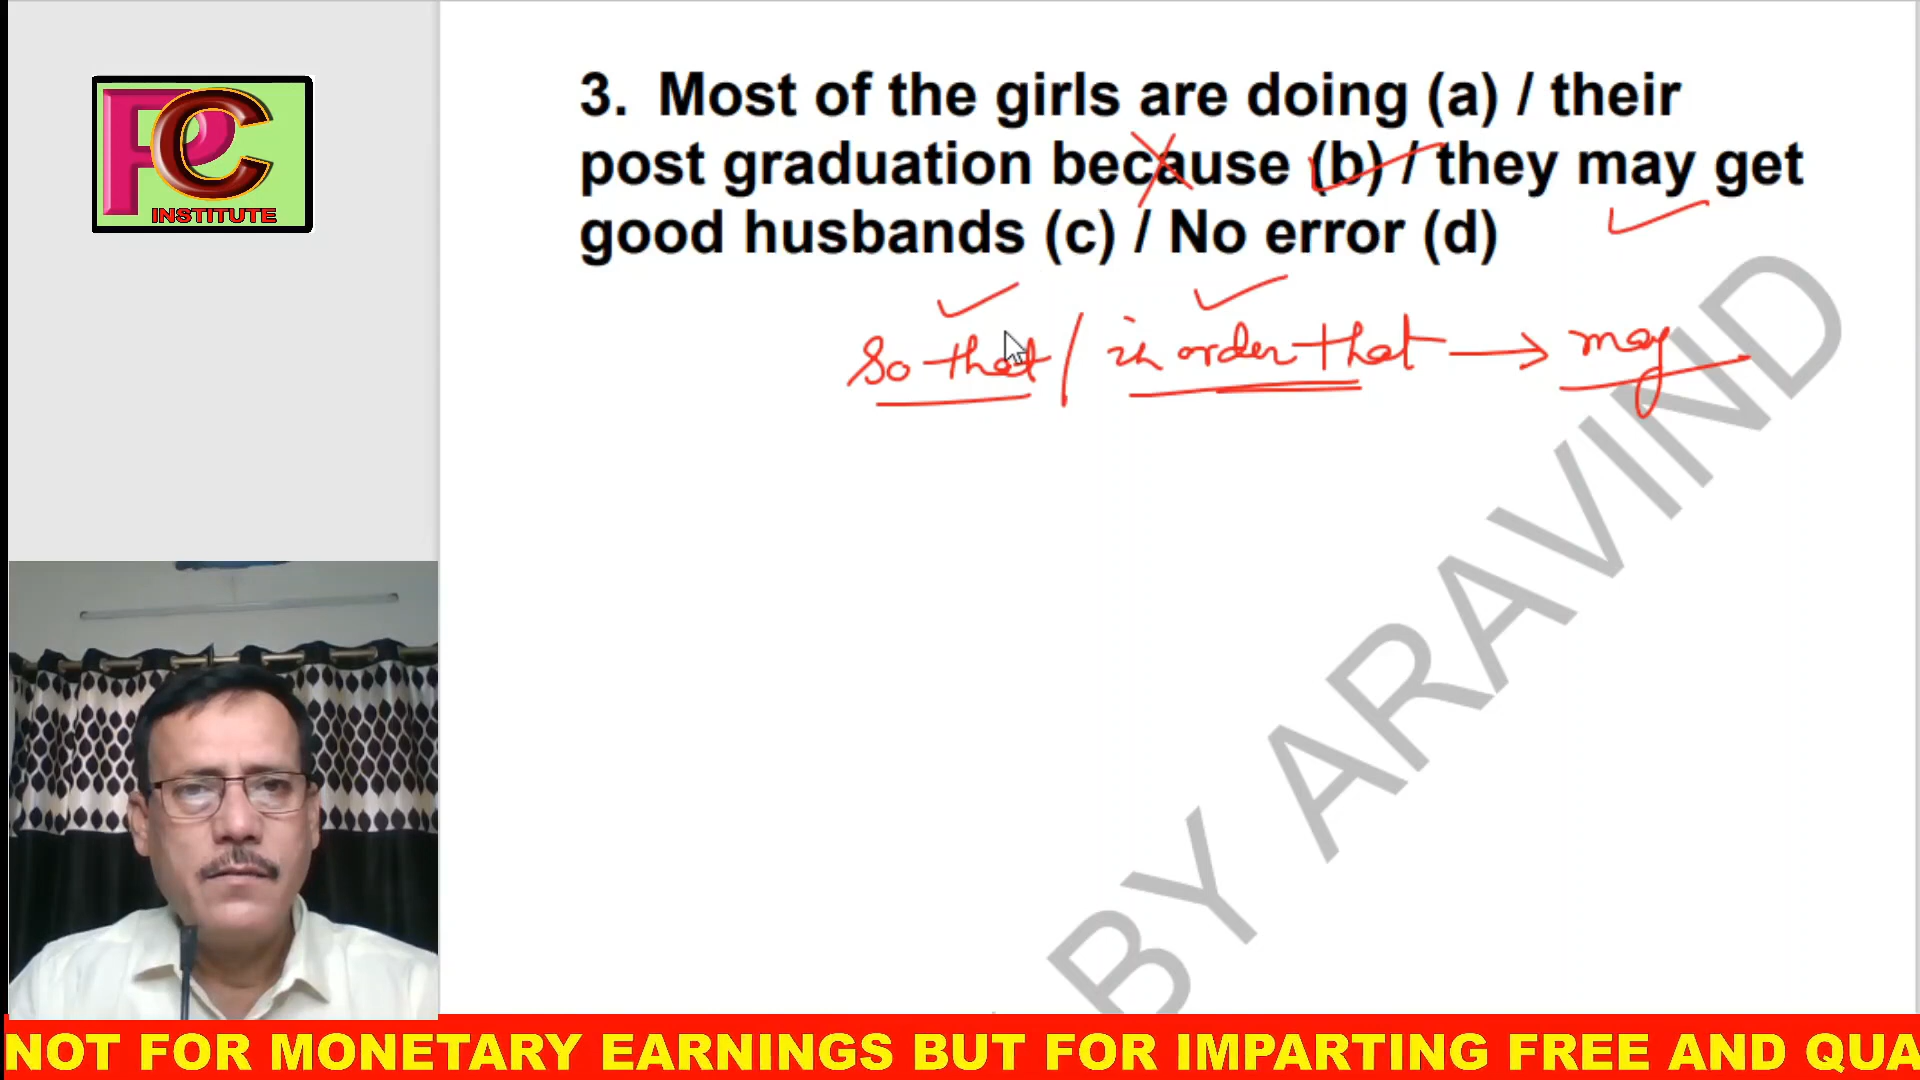 PC
INSTITUTE
3. Most of the girls are doing (a) / their
post graduation because (b) / they may get
good husbands (c) / No error (d)
So that / in order that → may
BY ARAVIND
NOT FOR MONETARY EARNINGS BUT FOR IMPARTING FREE AND QUA